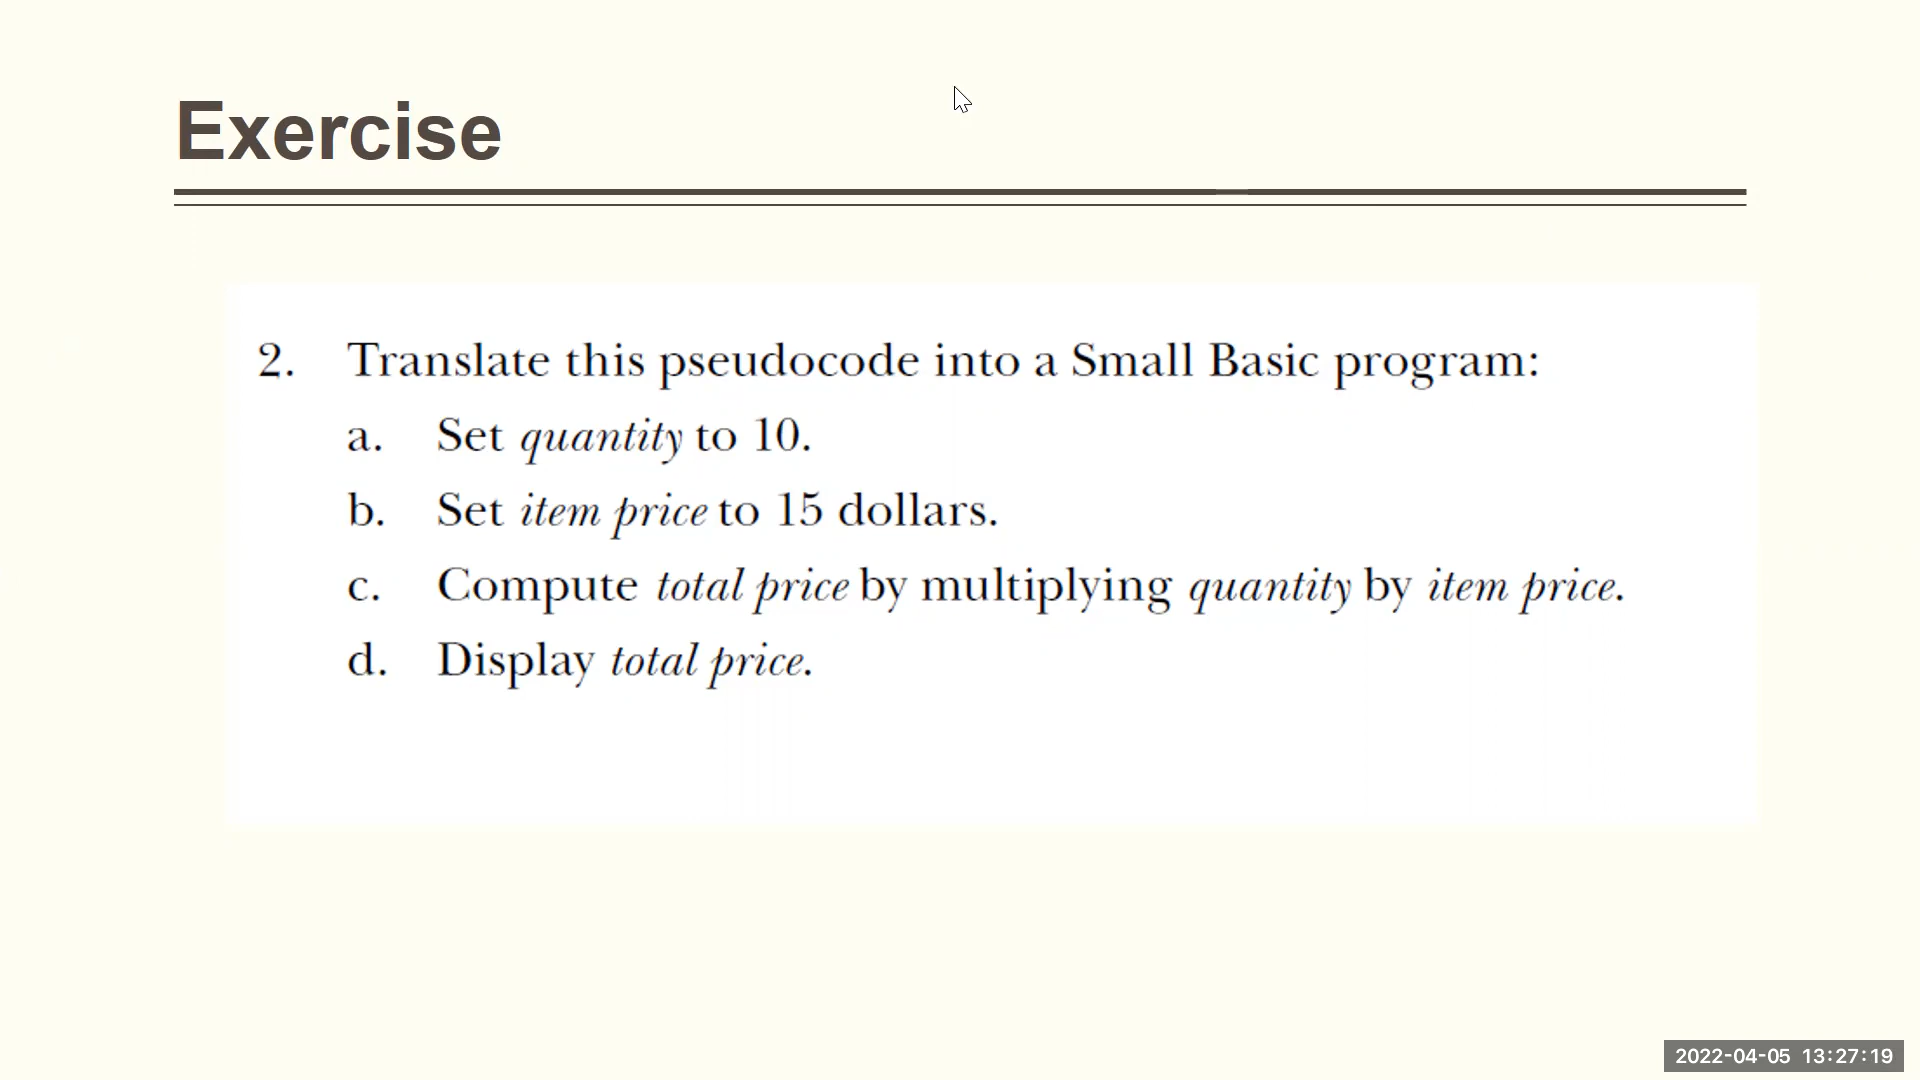 Exercise
2. Translate this pseudocode into a Small Basic program:
a. Set quantity to 10.
b. Set item price to 15 dollars.
c. Compute total price by multiplying quantity by item price.
d. Display total price.
2022-04-05 13:27:19